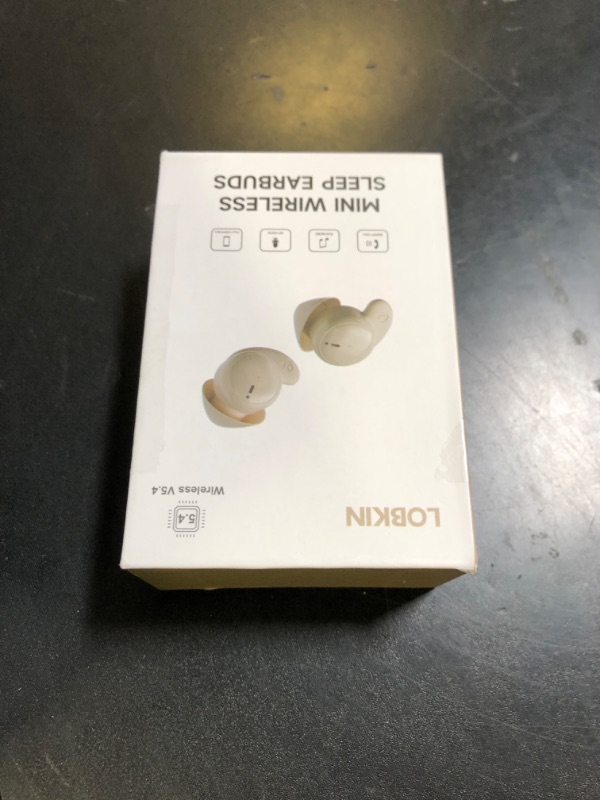 LOBKIN
5.4
Wireless V5.4
MINI WIRELESS
SLEEP EARBUDS